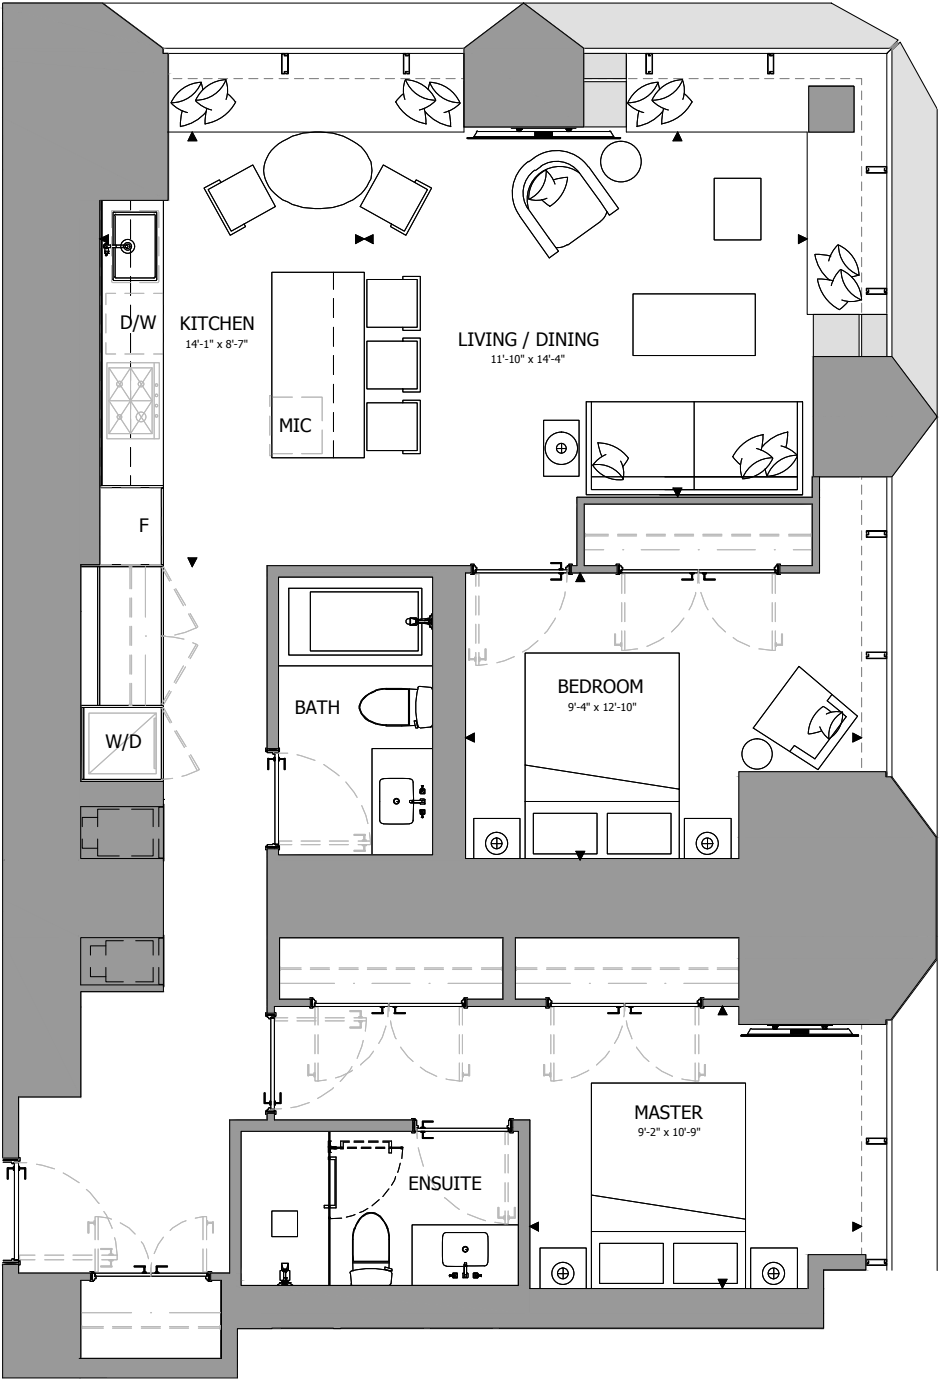 D/W
KITCHEN
14'-1" x 8'-7"
LIVING / DINING
11'-10" x 14'-4"
MIC
F
BEDROOM
9'-4" x 12'-10"
BATH
W/D
MASTER
9'-2" x 10'-9"
ENSUITE